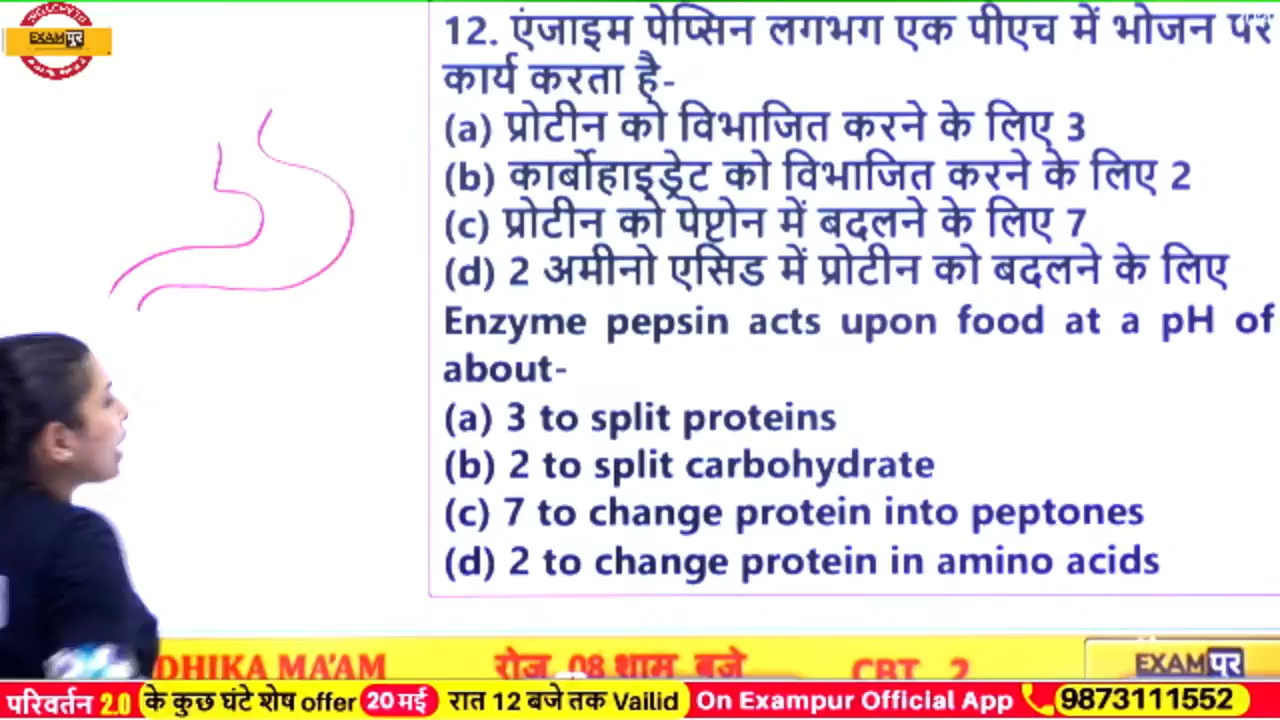 EXAMपुर
12. एंजाइम पेप्सिन लगभग एक पीएच में भोजन पर
कार्य करता है-
(a) प्रोटीन को विभाजित करने के लिए 3
(b) कार्बोहाइड्रेट को विभाजित करने के लिए 2
(c) प्रोटीन को पेप्टोन में बदलने के लिए 7
(d) 2 अमीनो एसिड में प्रोटीन को बदलने के लिए
Enzyme pepsin acts upon food at a pH of
about-
(a) 3 to split proteins
(b) 2 to split carbohydrate
(c) 7 to change protein into peptones
(d) 2 to change protein in amino acids
DHIKA MA'AM रोज 08 शाम बजे CBT 2 EXAMपुर
परिवर्तन 2.0 के कुछ घंटे शेष offer 20 मई रात 12 बजे तक Vailid On Exampur Official App 9873111552